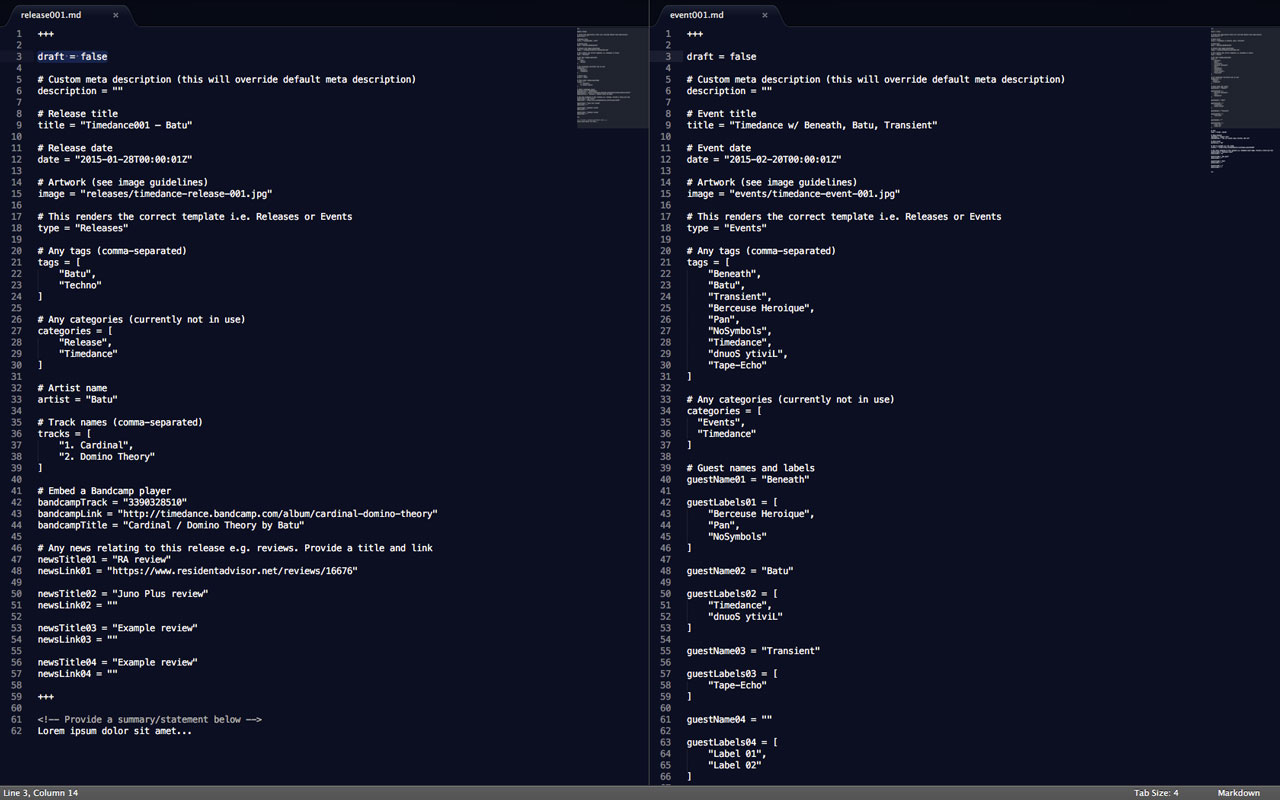 release001.md
1 +++
2
3 draft = false
4
5 # Custom meta description (this will override default meta description)
6 description = ""
7
8 # Release title
9 title = "Timedance001 – Batu"
10
11 # Release date
12 date = "2015-01-28T00:00:01Z"
13
14 # Artwork (see image guidelines)
15 image = "releases/timedance-release-001.jpg"
16
17 # This renders the correct template i.e. Releases or Events
18 type = "Releases"
19
20 # Any tags (comma-separated)
21 tags = [
22 "Batu",
23 "Techno"
24 ]
25
26 # Any categories (currently not in use)
27 categories = [
28 "Release",
29 "Timedance"
30 ]
31
32 # Artist name
33 artist = "Batu"
34
35 # Track names (comma-separated)
36 tracks = [
37 "1. Cardinal",
38 "2. Domino Theory"
39 ]
40
41 # Embed a Bandcamp player
42 bandcampTrack = "3390328510"
43 bandcampLink = "http://timedance.bandcamp.com/album/cardinal-domino-theory"
44 bandcampTitle = "Cardinal / Domino Theory by Batu"
45
46 # Any news relating to this release e.g. reviews. Provide a title and link
47 newsTitle01 = "RA review"
48 newsLink01 = "https://www.residentadvisor.net/reviews/16676"
49
50 newsTitle02 = "Juno Plus review"
51 newsLink02 = ""
52
53 newsTitle03 = "Example review"
54 newsLink03 = ""
55
56 newsTitle04 = "Example review"
57 newsLink04 = ""
58
59 +++
60
61 <!-- Provide a summary/statement below -->
62 Lorem ipsum dolor sit amet...
event001.md
1 +++
2
3 draft = false
4
5 # Custom meta description (this will override default meta description)
6 description = ""
7
8 # Event title
9 title = "Timedance w/ Beneath, Batu, Transient"
10
11 # Event date
12 date = "2015-02-20T00:00:01Z"
13
14 # Artwork (see image guidelines)
15 image = "events/timedance-event-001.jpg"
16
17 # This renders the correct template i.e. Releases or Events
18 type = "Events"
19
20 # Any tags (comma-separated)
21 tags = [
22 "Beneath",
23 "Batu",
24 "Transient",
25 "Berceuse Heroique",
26 "Pan",
27 "NoSymbols",
28 "Timedance",
29 "dnuoS ytiviL",
30 "Tape-Echo"
31 ]
32
33 # Any categories (currently not in use)
34 categories = [
35 "Events",
36 "Timedance"
37 ]
38
39 # Guest names and labels
40 guestName01 = "Beneath"
41
42 guestLabels01 = [
43 "Berceuse Heroique",
44 "Pan",
45 "NoSymbols"
46 ]
47
48 guestName02 = "Batu"
49
50 guestLabels02 = [
51 "Timedance",
52 "dnuoS ytiviL"
53 ]
54
55 guestName03 = "Transient"
56
57 guestLabels03 = [
58 "Tape-Echo"
59 ]
60
61 guestName04 = ""
62
63 guestLabels04 = [
64 "Label 01",
65 "Label 02"
66 ]
Line 3, Column 14
Tab Size: 4
Markdown